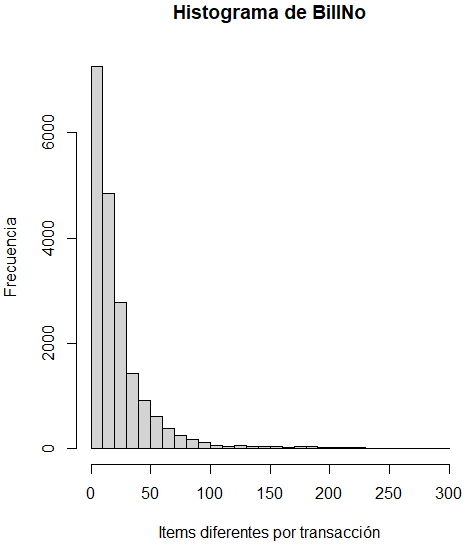 Histograma de BillNo
Frecuencia
6000
4000
2000
0
0 50 100 150 200 250 300
Items diferentes por transacción